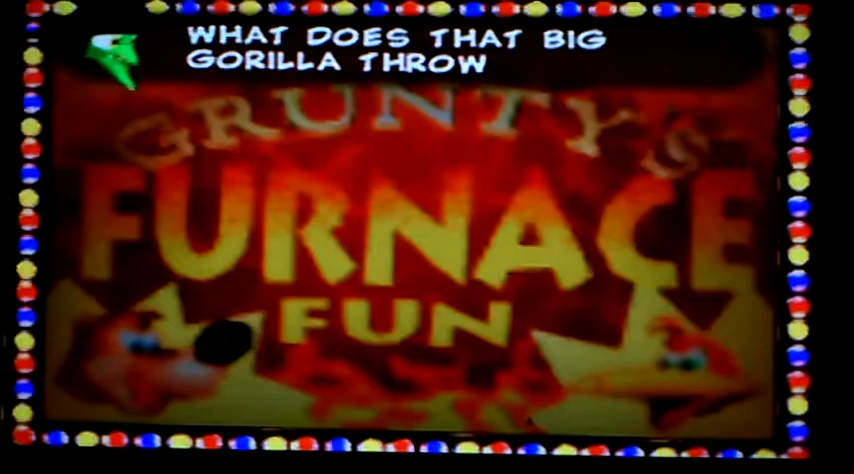 WHAT DOES THAT BIG
GORILLA THROW
GRUNTY'S
FURNACE
FUN